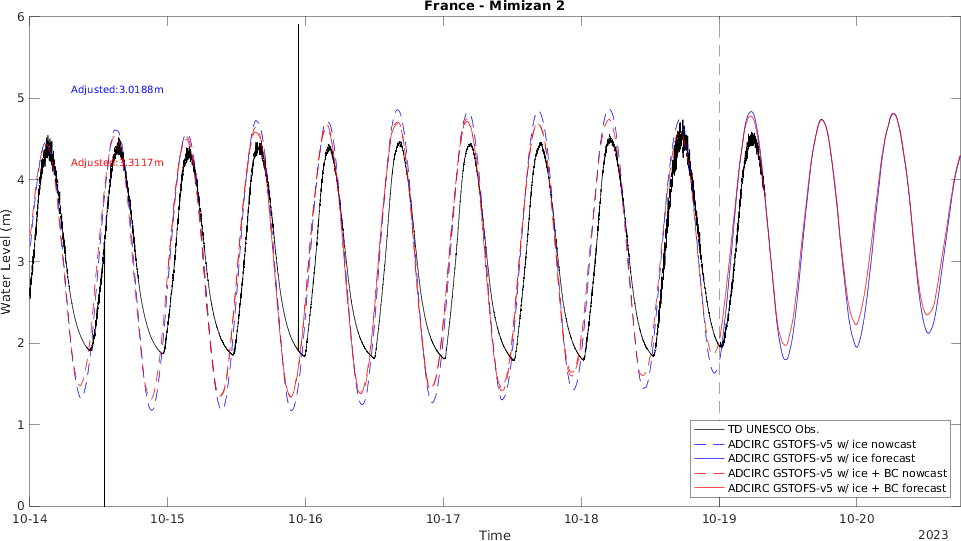 France - Mimizan 2
6
5
4
3
2
1
0
Water Level (m)
Adjusted:3.0188m
Adjusted:3.3117m
TD UNESCO Obs.
ADCIRC GSTOFS-v5 w/ ice nowcast
ADCIRC GSTOFS-v5 w/ ice forecast
ADCIRC GSTOFS-v5 w/ ice + BC nowcast
ADCIRC GSTOFS-v5 w/ ice + BC forecast
10-14 10-15 10-16 10-17 10-18 10-19 10-20
Time
2023